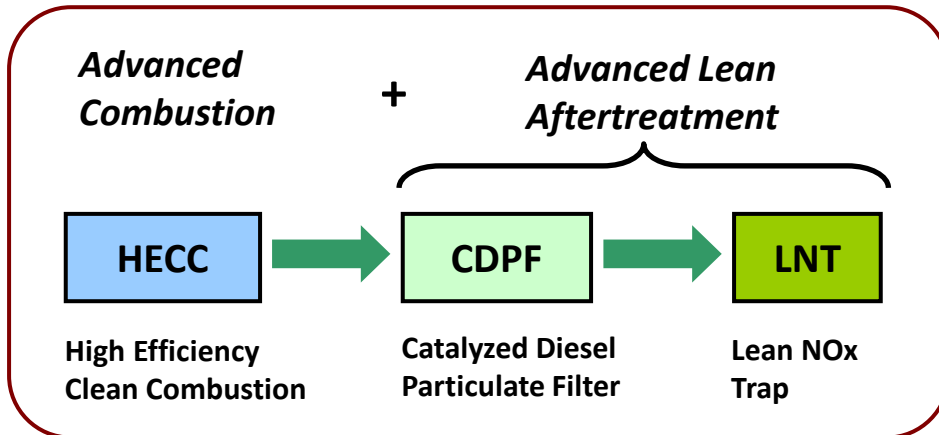 Advanced
Combustion
+
Advanced Lean
Aftertreatment
HECC
CDPF
LNT
High Efficiency
Clean Combustion
Catalyzed Diesel
Particulate Filter
Lean NOx
Trap